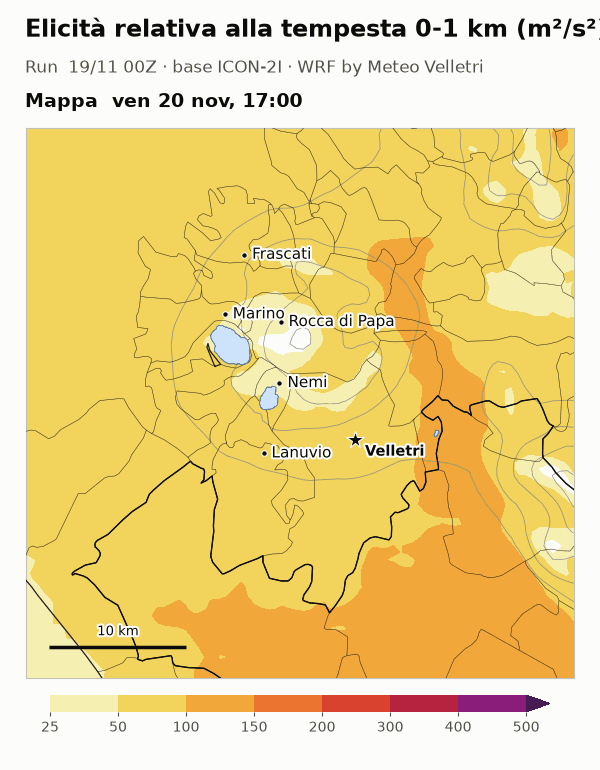 Elicità relativa alla tempesta 0-1 km (m²/s²)
Run  19/11 00Z · base ICON-2I · WRF by Meteo Velletri
Mappa  ven 20 nov, 17:00
Frascati
Marino
Rocca di Papa
Nemi
Lanuvio
Velletri
10 km
25 50 100 150 200 300 400 500